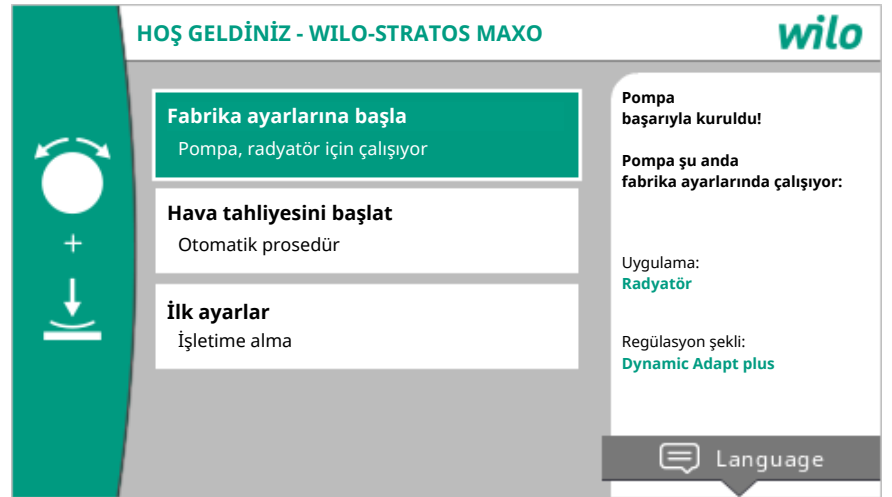 HOŞ GELDİNİZ - WILO-STRATOS MAXO
wilo
Fabrika ayarlarına başla
Pompa, radyatör için çalışıyor
Hava tahliyesini başlat
Otomatik prosedür
İlk ayarlar
İşletime alma
+
Pompa
başarıyla kuruldu!
Pompa şu anda
fabrika ayarlarında çalışıyor:
Uygulama:
Radyatör
Regülasyon şekli:
Dynamic Adapt plus
Language